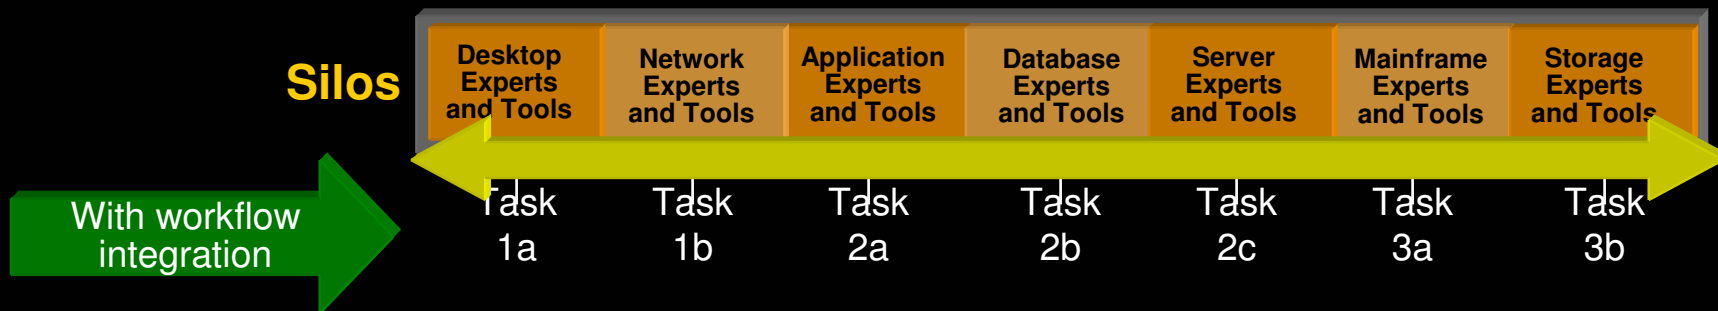 Silos
Desktop
Experts
and Tools
Network
Experts
and Tools
Application
Experts
and Tools
Database
Experts
and Tools
Server
Experts
and Tools
Mainframe
Experts
and Tools
Storage
Experts
and Tools
With workflow
integration
Task
1a
Task
1b
Task
2a
Task
2b
Task
2c
Task
3a
Task
3b